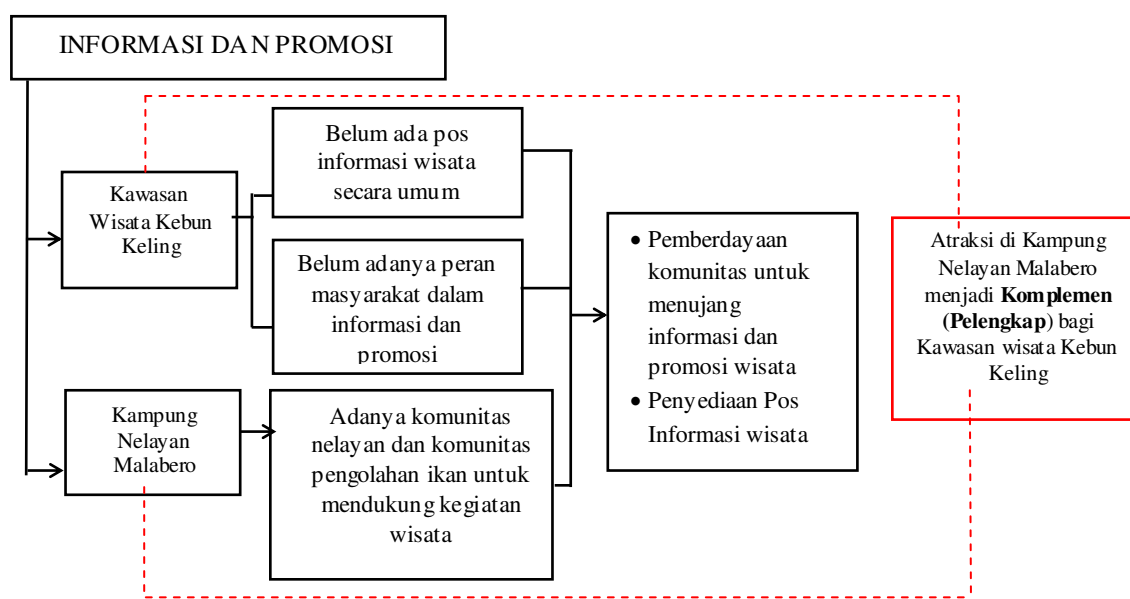 INFORMASI DAN PROMOSI
Kawasan
Wisata Kebun
Keling
Belum ada pos
informasi wisata
secara umum
Belum adanya peran
masyarakat dalam
informasi dan
promosi
Kampung
Nelayan
Malabero
Adanya komunitas
nelayan dan komunitas
pengolahan ikan untuk
mendukung kegiatan
wisata
• Pemberdayaan
komunitas untuk
menujang
informasi dan
promosi wisata
• Penyediaan Pos
Informasi wisata
Atraksi di Kampung
Nelayan Malabero
menjadi Komplemen
(Pelengkap) bagi
Kawasan wisata Kebun
Keling